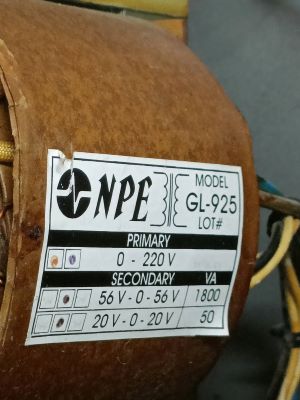 NPE
MODEL
GL-925
LOT#
PRIMARY
0 - 220 V
SECONDARY VA
56 V - 0 - 56 V 1800
20 V - 0 - 20 V 50